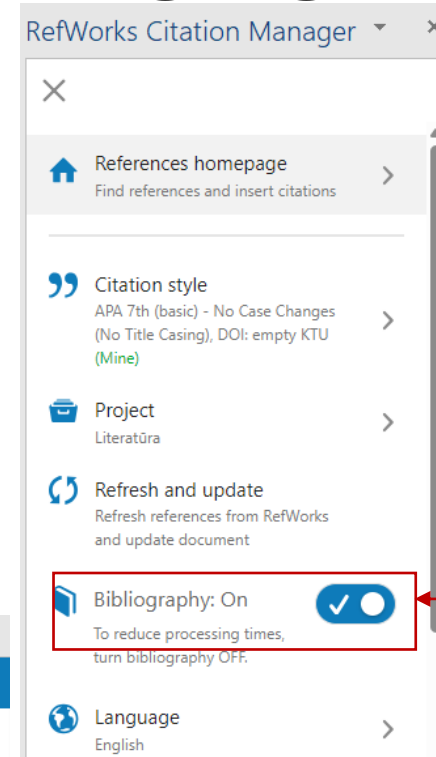 RefWorks Citation Manager
References homepage
Find references and insert citations
Citation style
APA 7th (basic) - No Case Changes
(No Title Casing), DOI: empty KTU
(Mine)
Project
Literatūra
Refresh and update
Refresh references from RefWorks
and update document
Bibliography: On
To reduce processing times,
turn bibliography OFF.
Language
English